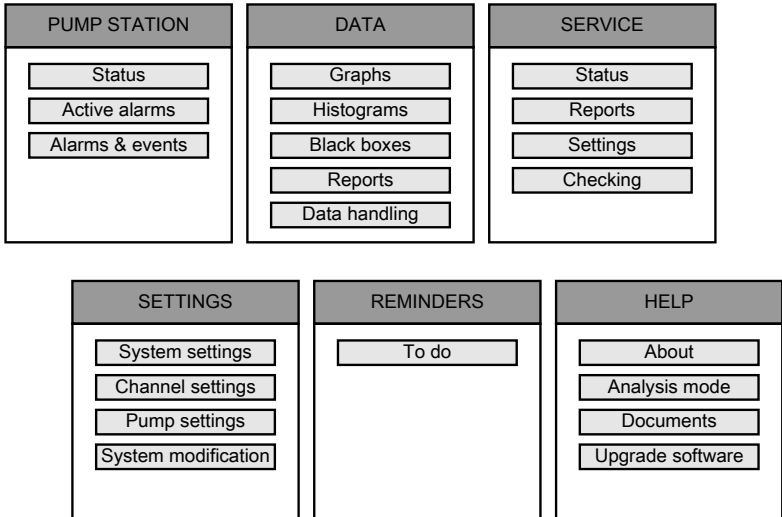 PUMP STATION
Status
Active alarms
Alarms & events
DATA
Graphs
Histograms
Black boxes
Reports
Data handling
SERVICE
Status
Reports
Settings
Checking
SETTINGS
System settings
Channel settings
Pump settings
System modification
REMINDERS
To do
HELP
About
Analysis mode
Documents
Upgrade software